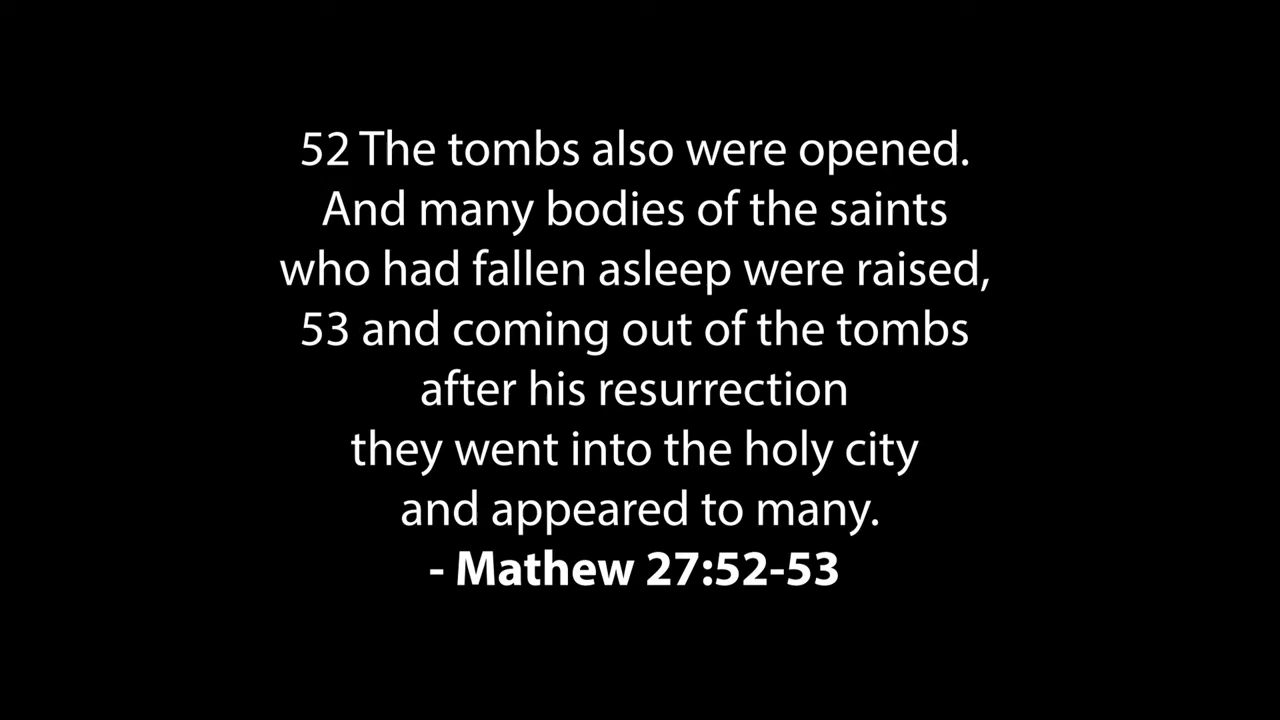 52 The tombs also were opened.
And many bodies of the saints
who had fallen asleep were raised,
53 and coming out of the tombs
after his resurrection
they went into the holy city
and appeared to many.
- Mathew 27:52-53